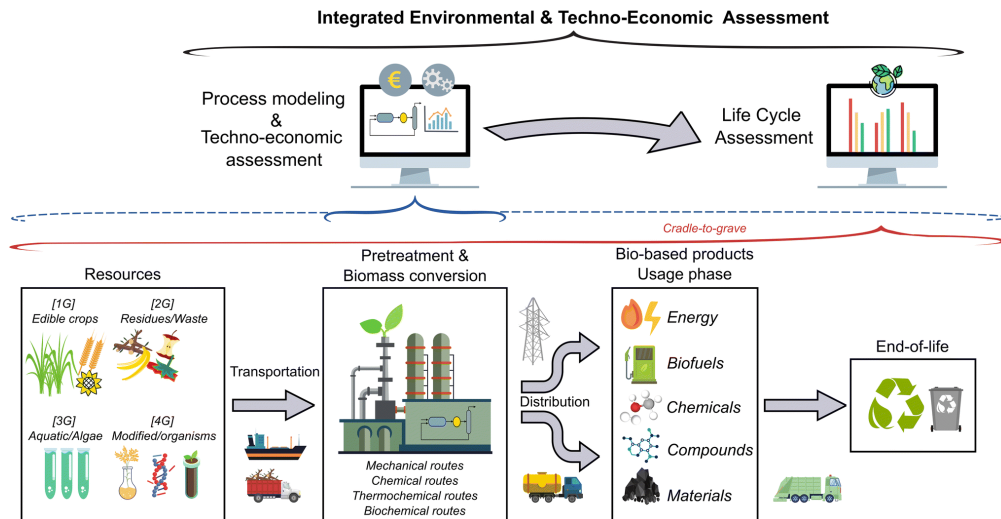 Integrated Environmental & Techno-Economic Assessment
Process modeling
&
Techno-economic
assessment
€
Life Cycle
Assessment
Cradle-to-grave
Resources
[1G]
Edible crops
[2G]
Residues/Waste
[3G]
Aquatic/Algae
[4G]
Modified/organisms
Transportation
Pretreatment &
Biomass conversion
Mechanical routes
Chemical routes
Thermochemical routes
Biochemical routes
Distribution
Bio-based products
Usage phase
Energy
Biofuels
Chemicals
Compounds
Materials
End-of-life